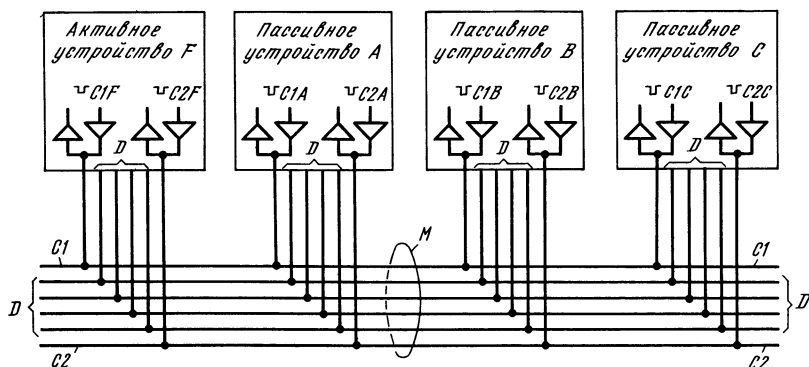 Активное
устройство F
C1F
C2F
D
Пассивное
устройство A
C1A
C2A
D
Пассивное
устройство B
C1B
C2B
D
Пассивное
устройство C
C1C
C2C
D
M
C1
C1
D
D
C2
C2